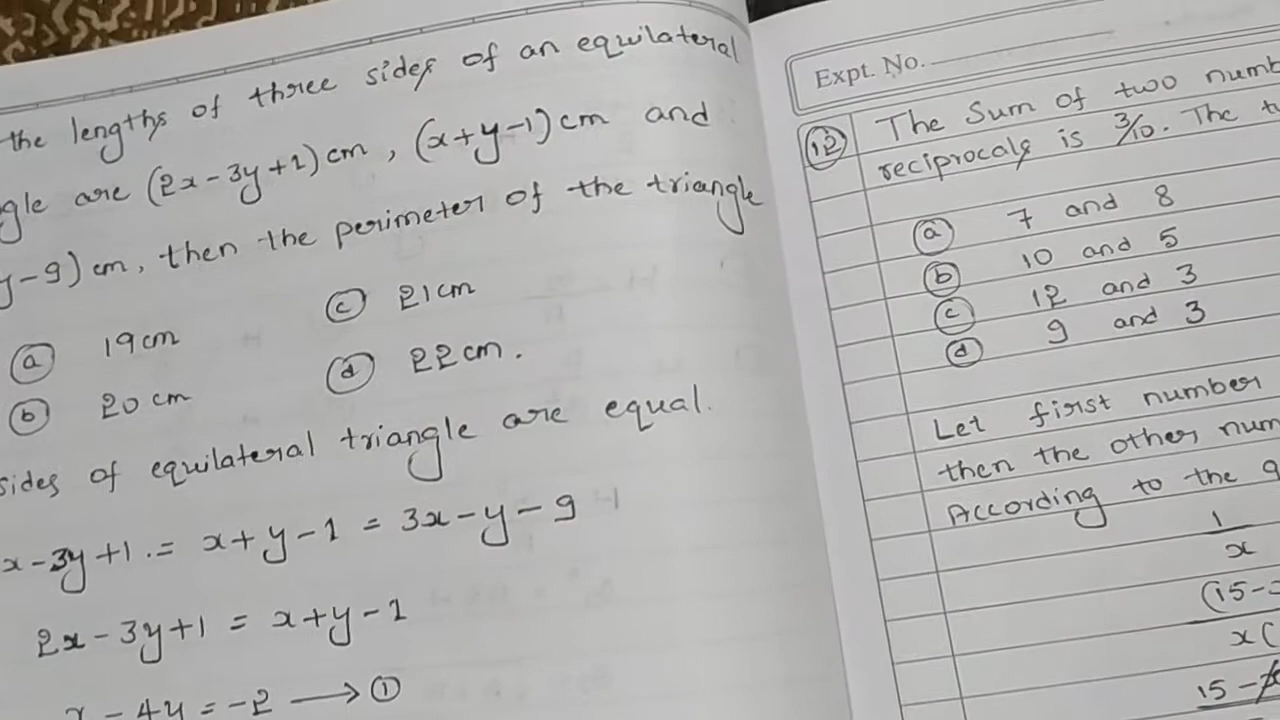 the lengths of three sides of an equilateral
gle are (2x-3y+1)cm, (x+y-1)cm and
y-9)cm, then the perimeter of the triangle
ⓐ 19cm ⓒ 21cm
ⓑ 20cm ⓓ 22cm.
sides of equilateral triangle are equal.
x-3y+1.= x+y-1 = 3x-y-9
2x-3y+1 = x+y-1
x-4y = -2 ⟶ ①
Expt. No.
⑫ The Sum of two numb
reciprocals is 3/10. The t
ⓐ 7 and 8
ⓑ 10 and 5
ⓒ 12 and 3
ⓓ 9 and 3
Let first number
then the other num
According to the g
1
x
(15-
x(
15-